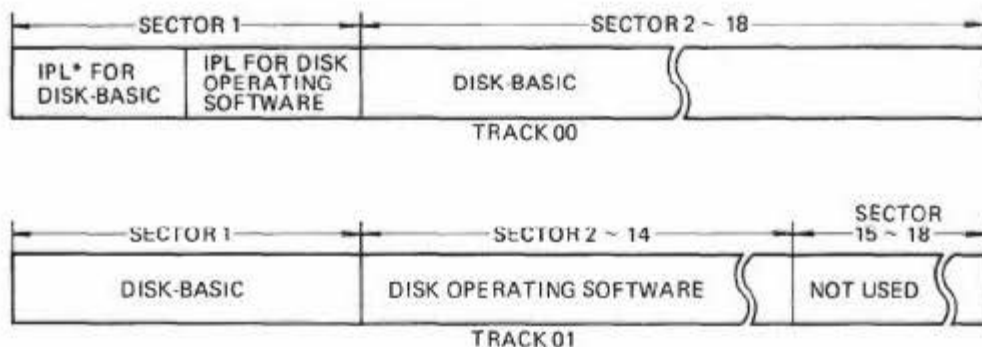 SECTOR 1
SECTOR 2 ~ 18
IPL* FOR
DISK-BASIC
IPL FOR DISK
OPERATING
SOFTWARE
DISK-BASIC
TRACK 00
SECTOR 1
SECTOR 2 ~ 14
SECTOR
15 ~ 18
DISK-BASIC
DISK OPERATING SOFTWARE
NOT USED
TRACK 01